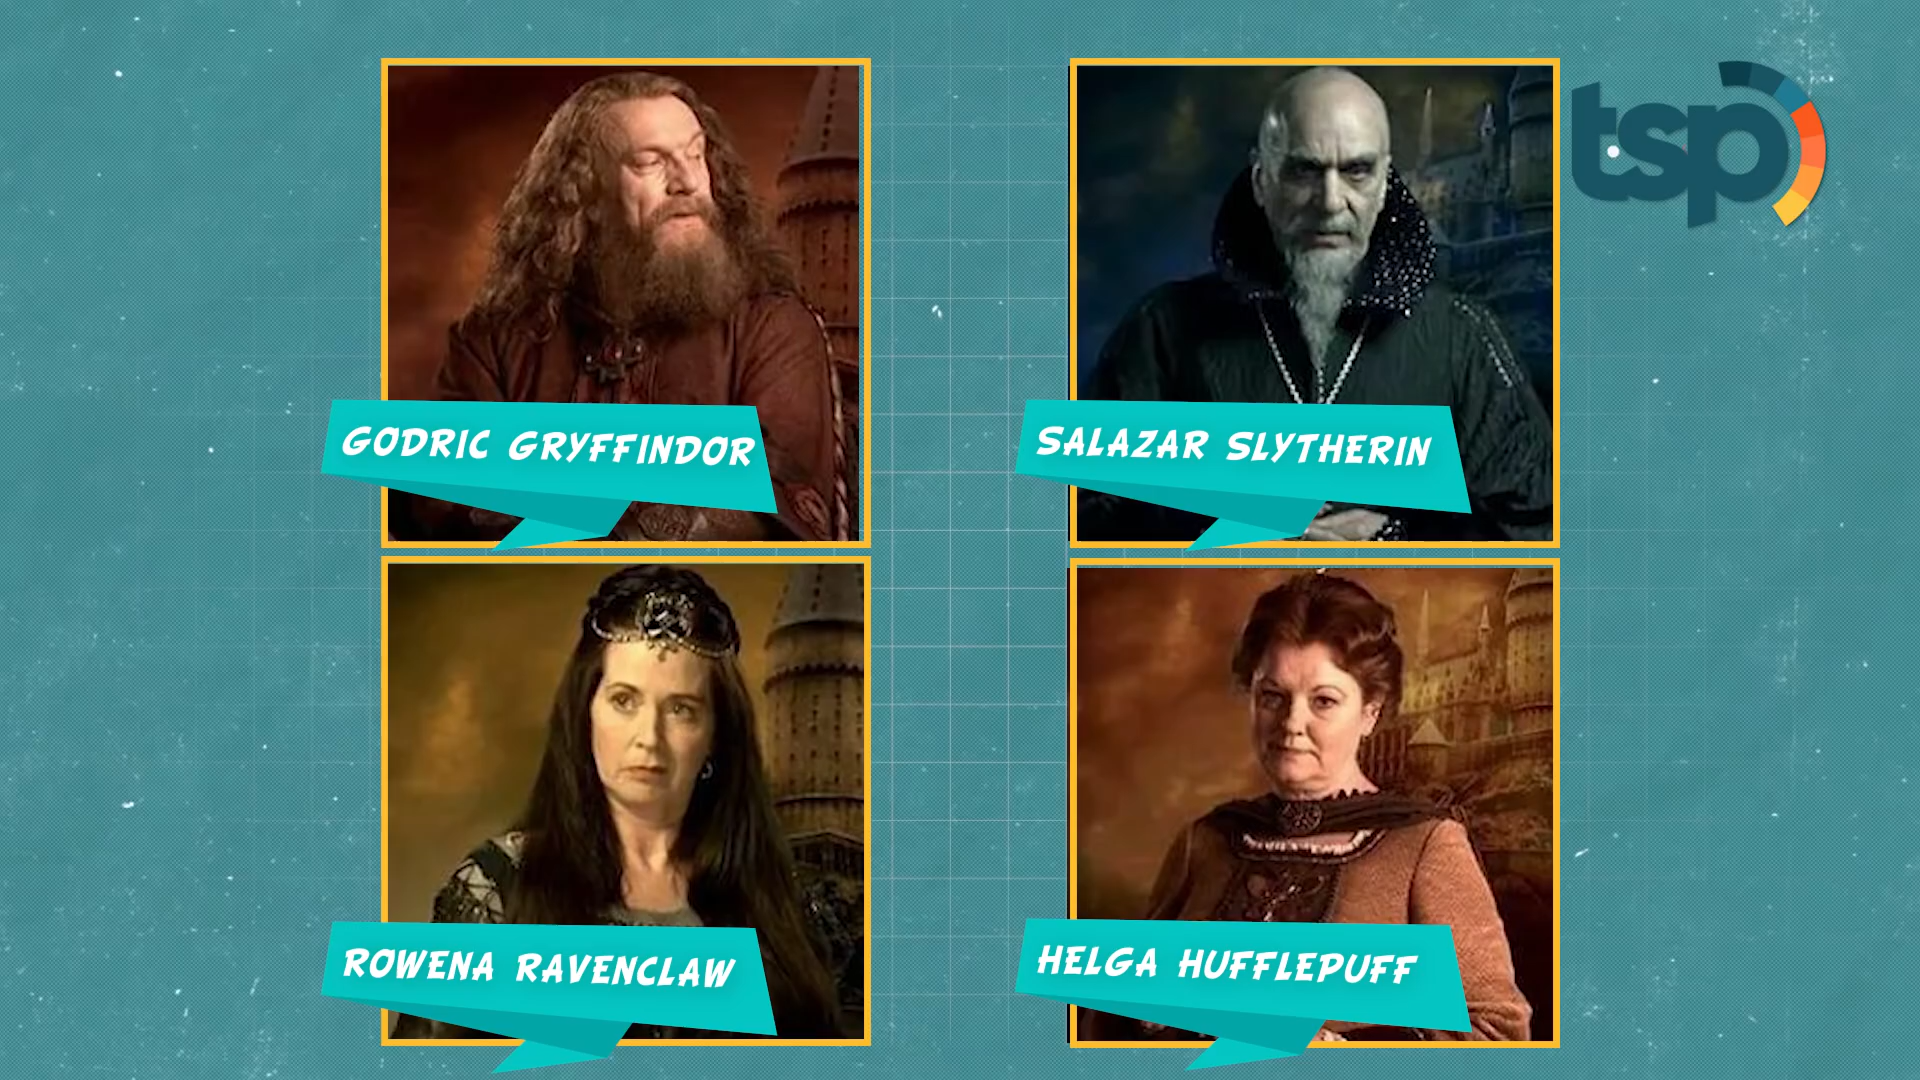 tsp
GODRIC GRYFFINDOR
SALAZAR SLYTHERIN
ROWENA RAVENCLAW
HELGA HUFFLEPUFF